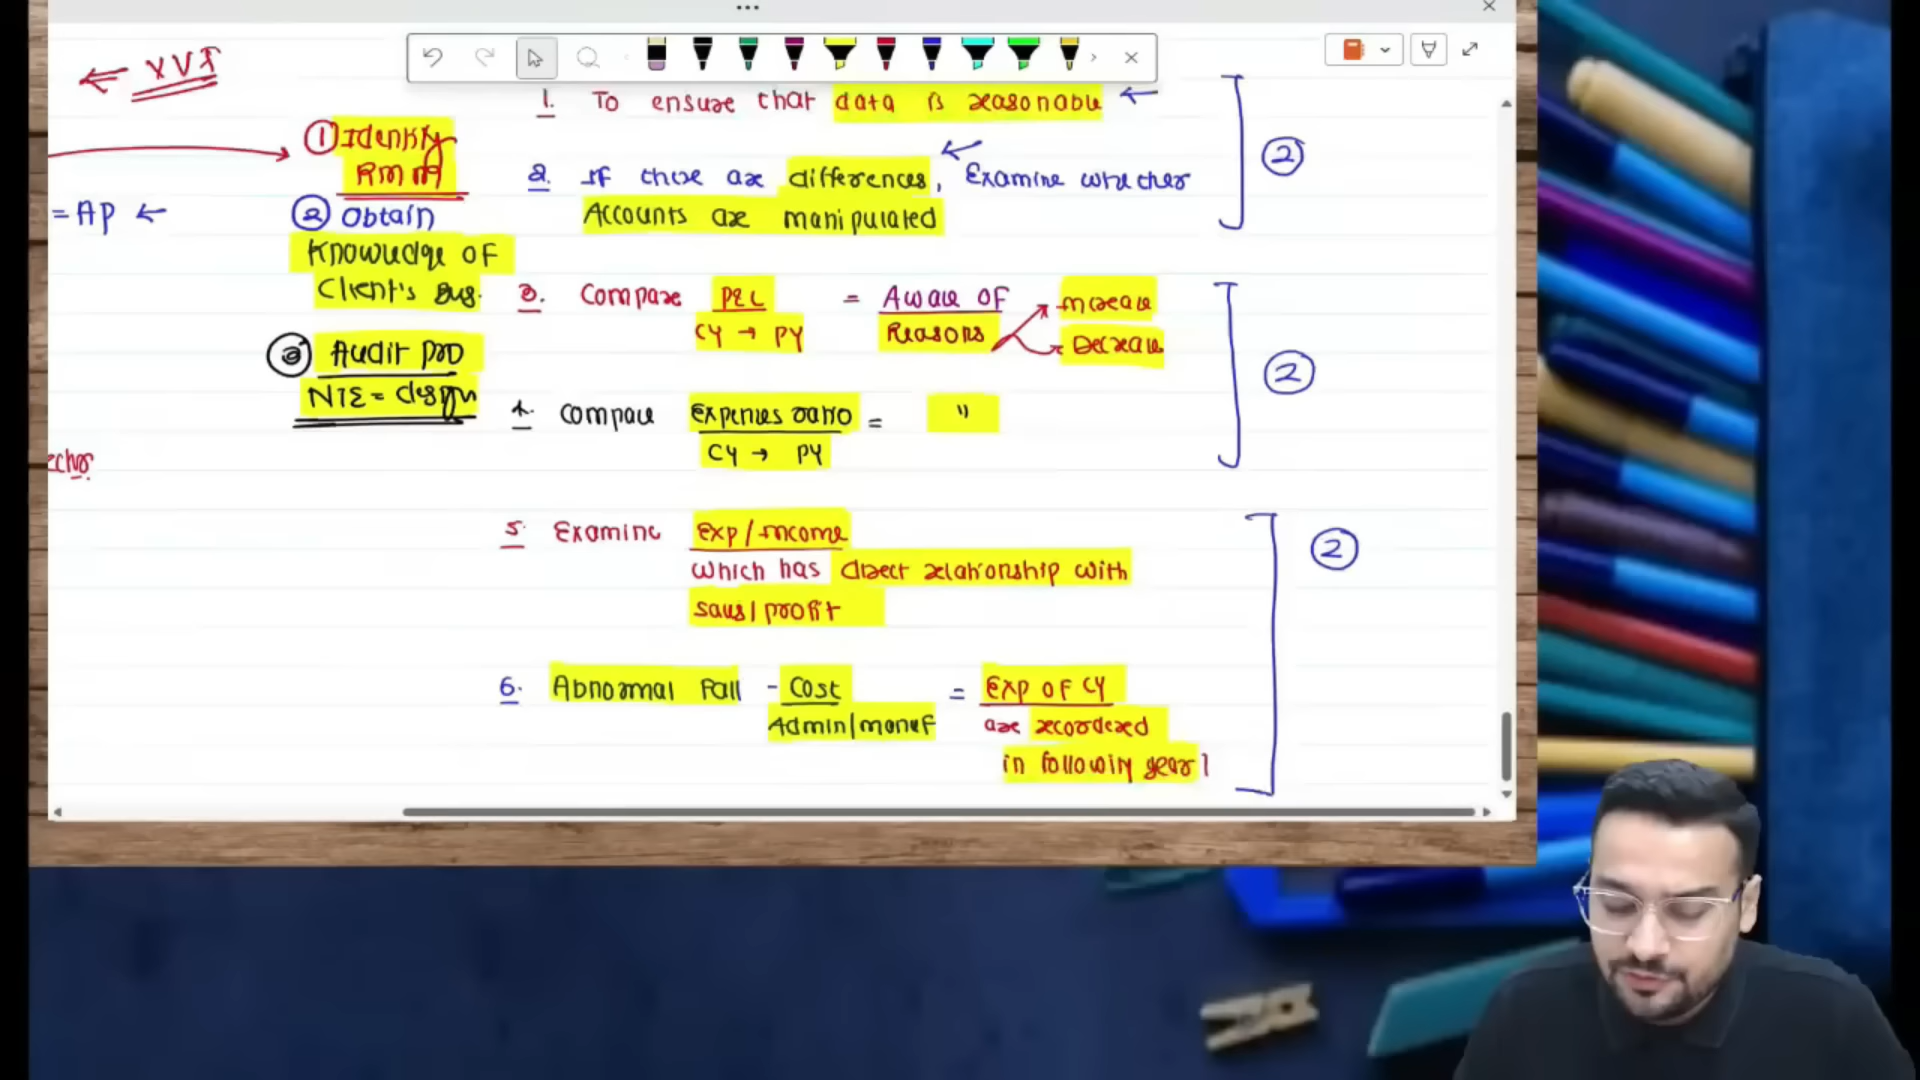 ← XVI
① Identify
RMM
= AP ←
② Obtain
Knowledge of
Client's Bus.
③ Audit pro
NTE = design
1. To ensure that data is reasonable ←
2. If there are differences, Examine whether
Accounts are manipulated
②
3. Compare P&L = Aware of → Increase
CY → PY Reasons → Decrease
4. Compare Expenses ratio = "
CY → PY
②
5. Examine Exp/Income
which has direct relationship with
sales/profit
②
6. Abnormal Fall - Cost = Exp of CY
Admin/manuf are recorded
in following year